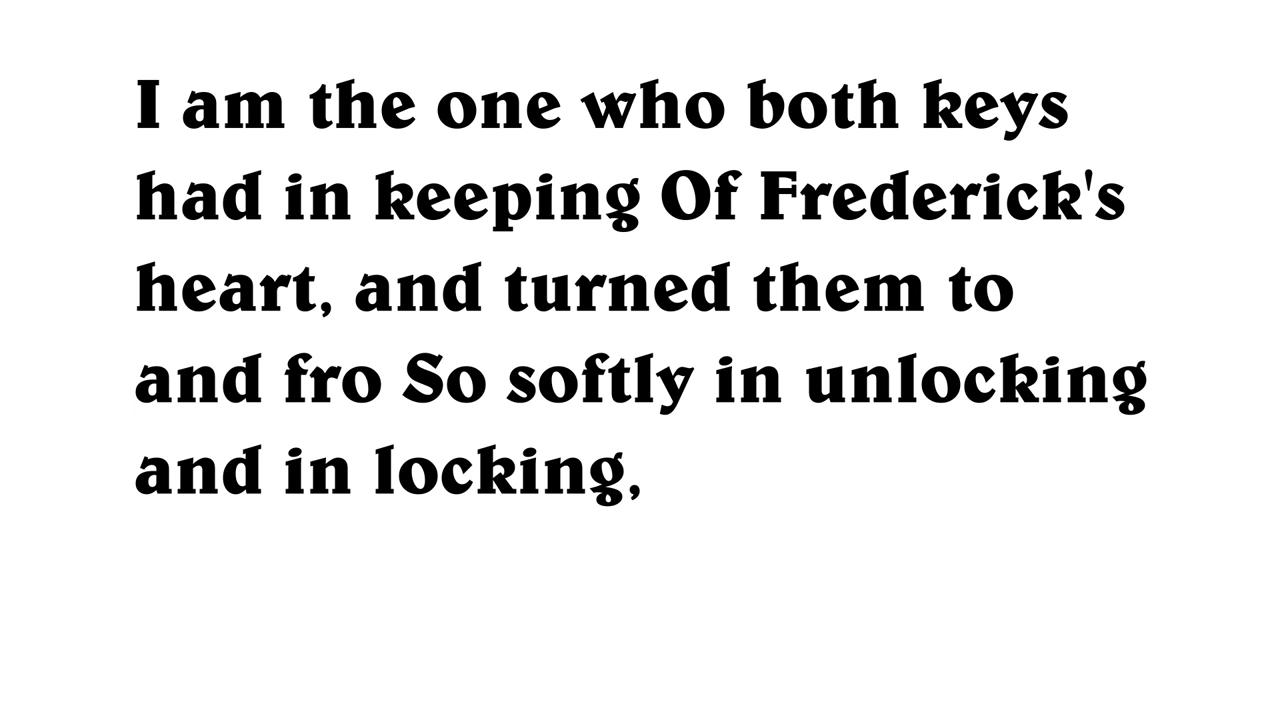 I am the one who both keys
had in keeping Of Frederick's
heart, and turned them to
and fro So softly in unlocking
and in locking,